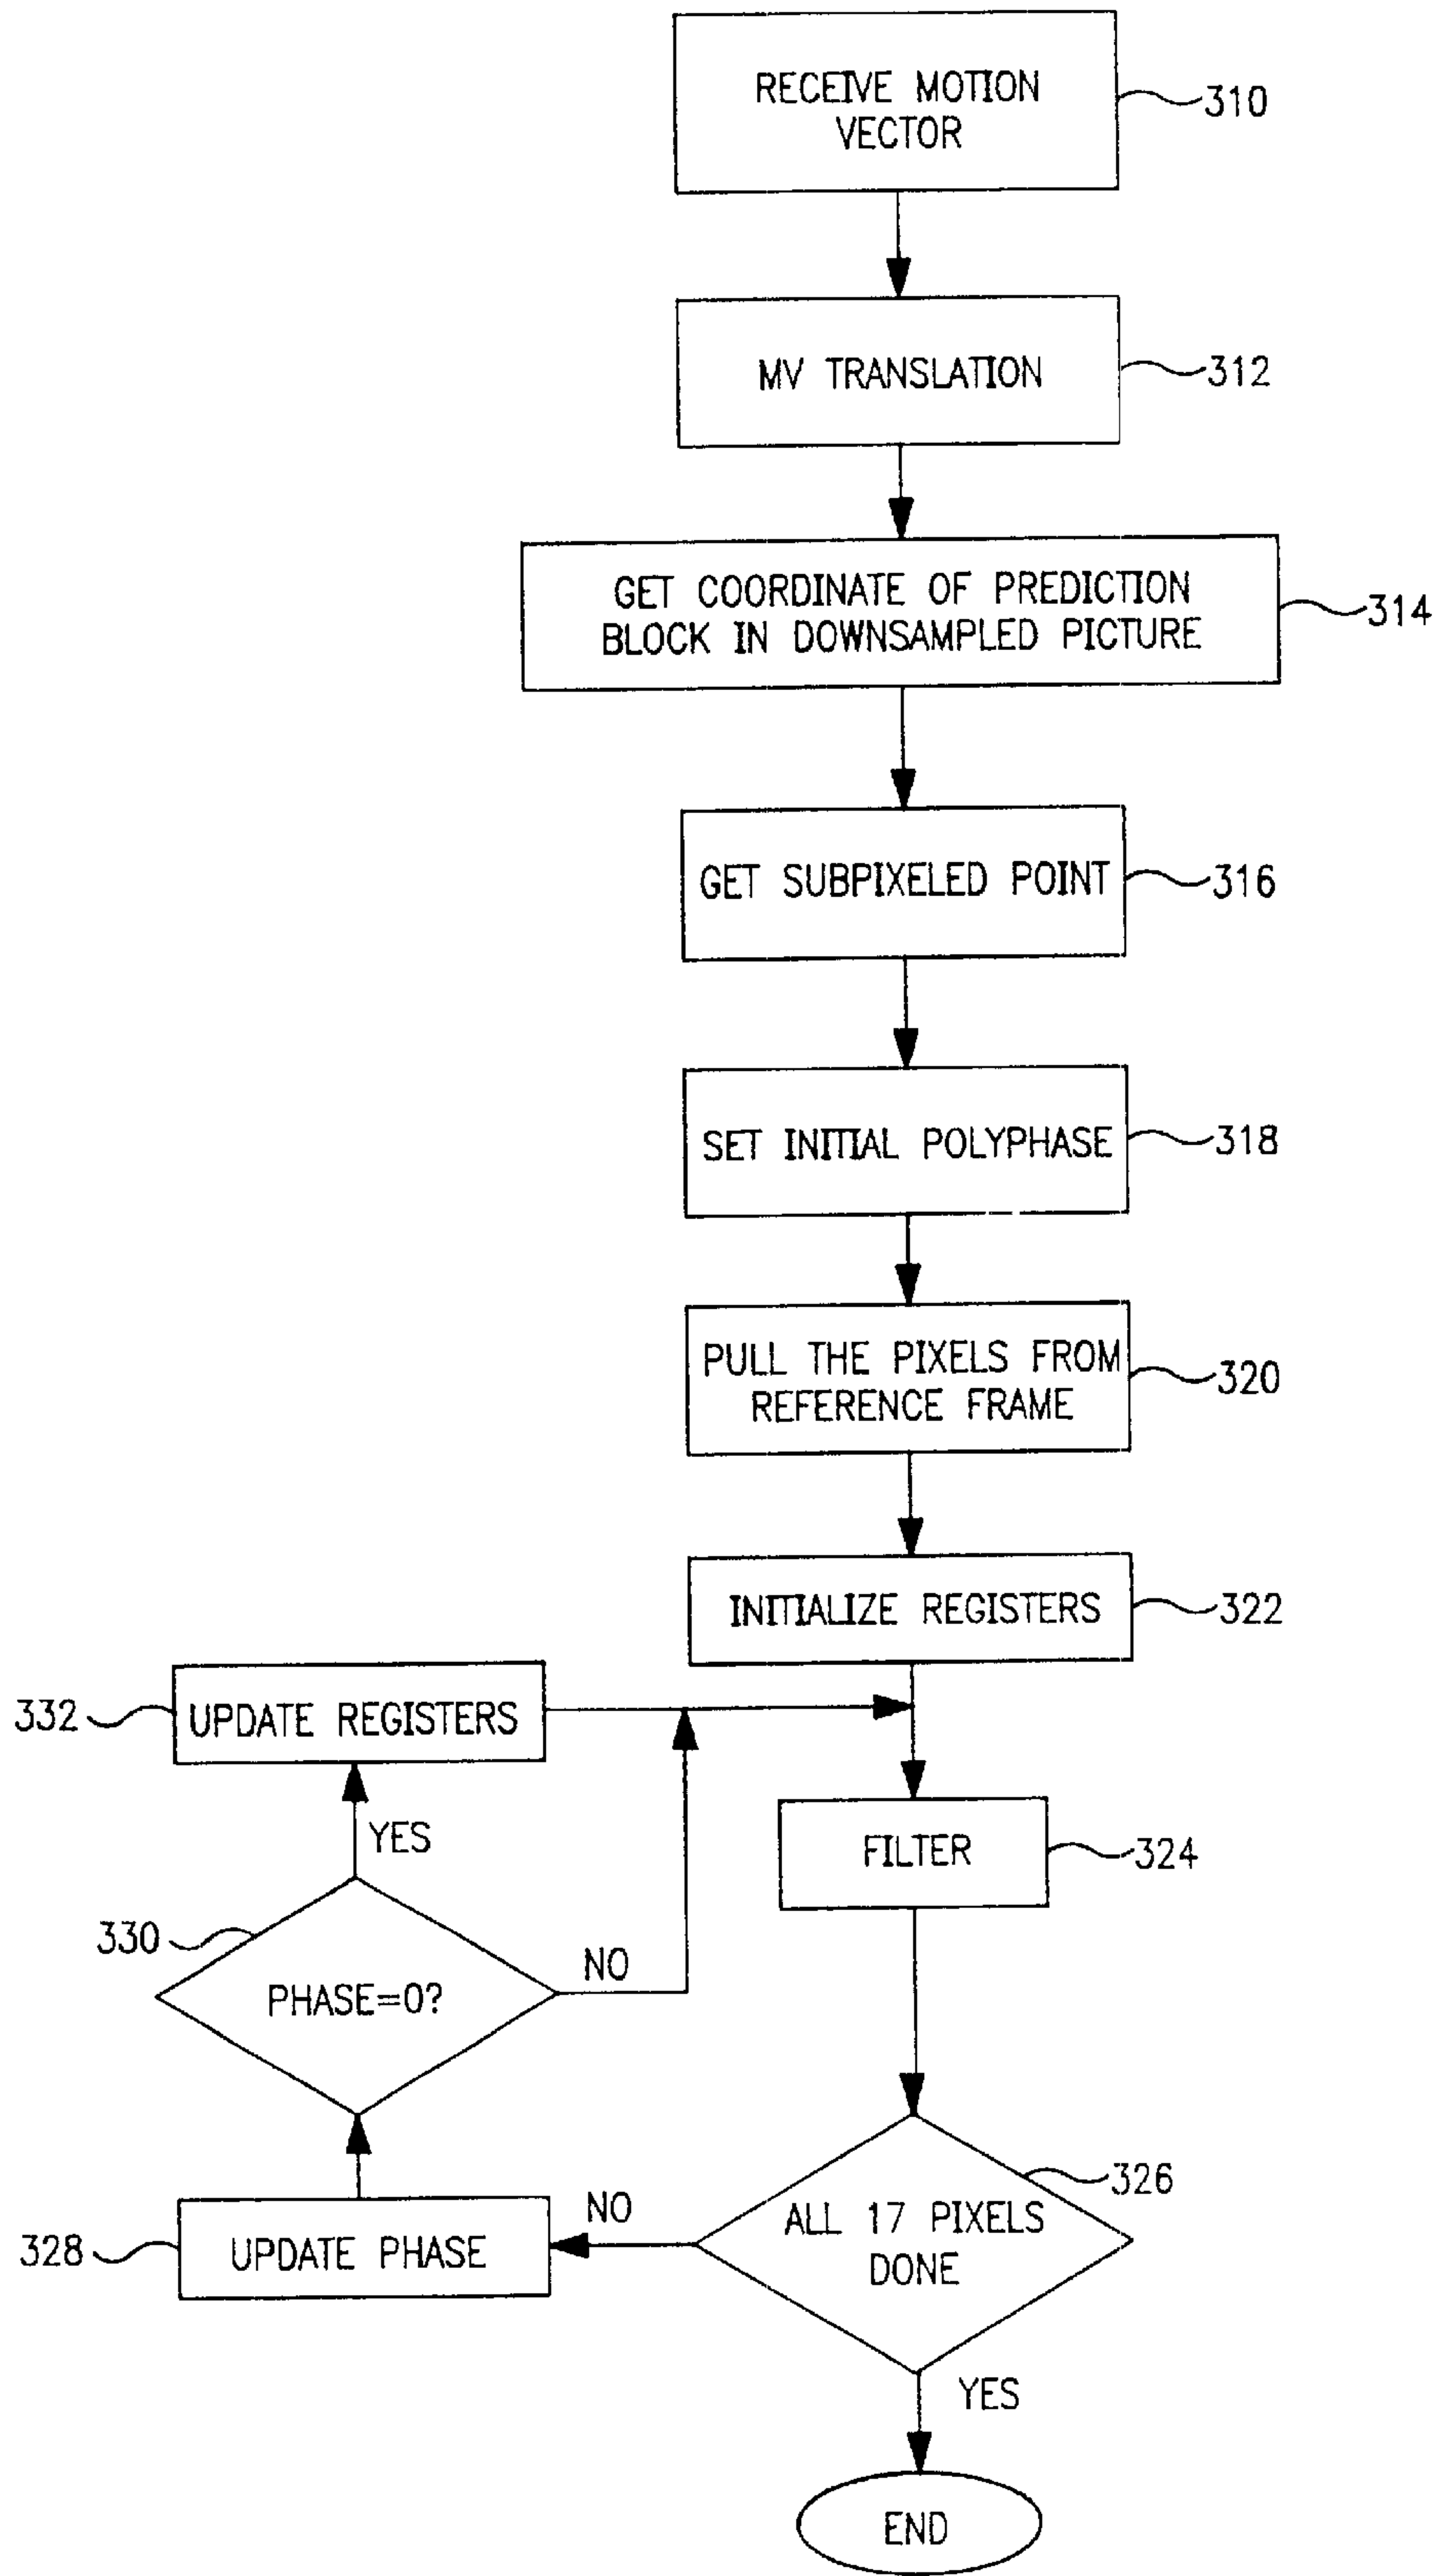 RECEIVE MOTION
VECTOR
310
MV TRANSLATION
312
GET COORDINATE OF PREDICTION
BLOCK IN DOWNSAMPLED PICTURE
314
GET SUBPIXELED POINT
316
SET INITIAL POLYPHASE
318
PULL THE PIXELS FROM
REFERENCE FRAME
320
INITIALIZE REGISTERS
322
332
UPDATE REGISTERS
YES
FILTER
324
330
PHASE=0?
NO
326
ALL 17 PIXELS
DONE
NO
328
UPDATE PHASE
YES
END